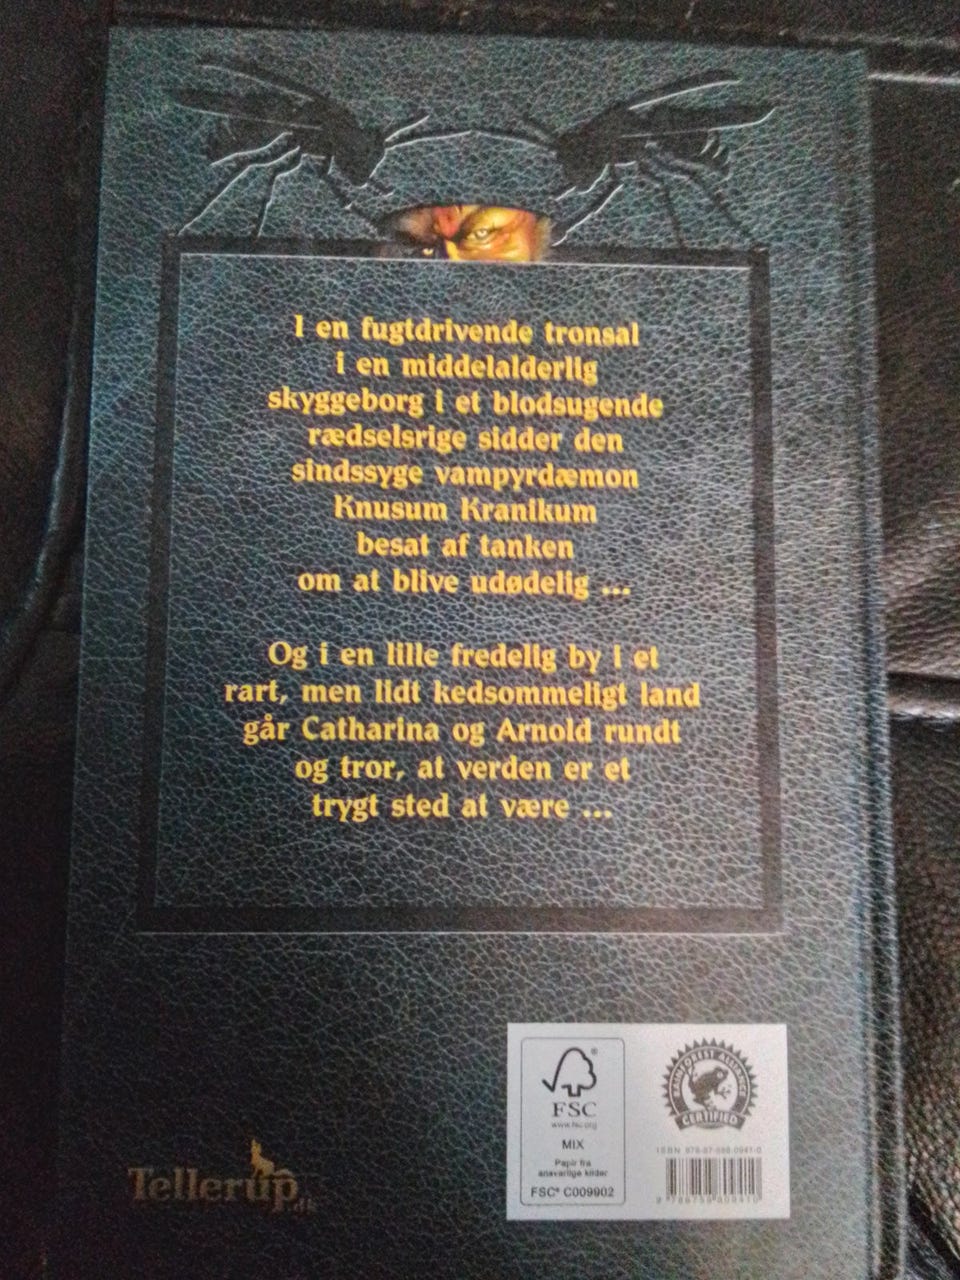 I en fugtdrivende tronsal
i en middelalderlig
skyggeborg i et blodsugende
rædselsrige sidder den
sindssyge vampyrdæmon
Knusum Kranikum
besat af tanken
om at blive udødelig ...
Og i en lille fredelig by i et
rart, men lidt kedsommeligt land
går Catharina og Arnold rundt
og tror, at verden er et
trygt sted at være ...
FSC
www.fsc.org
MIX
Papir fra
ansvarlige kilder
FSC® C009902
RAINFOREST ALLIANCE
CERTIFIED
ISBN
Tellerup.dk